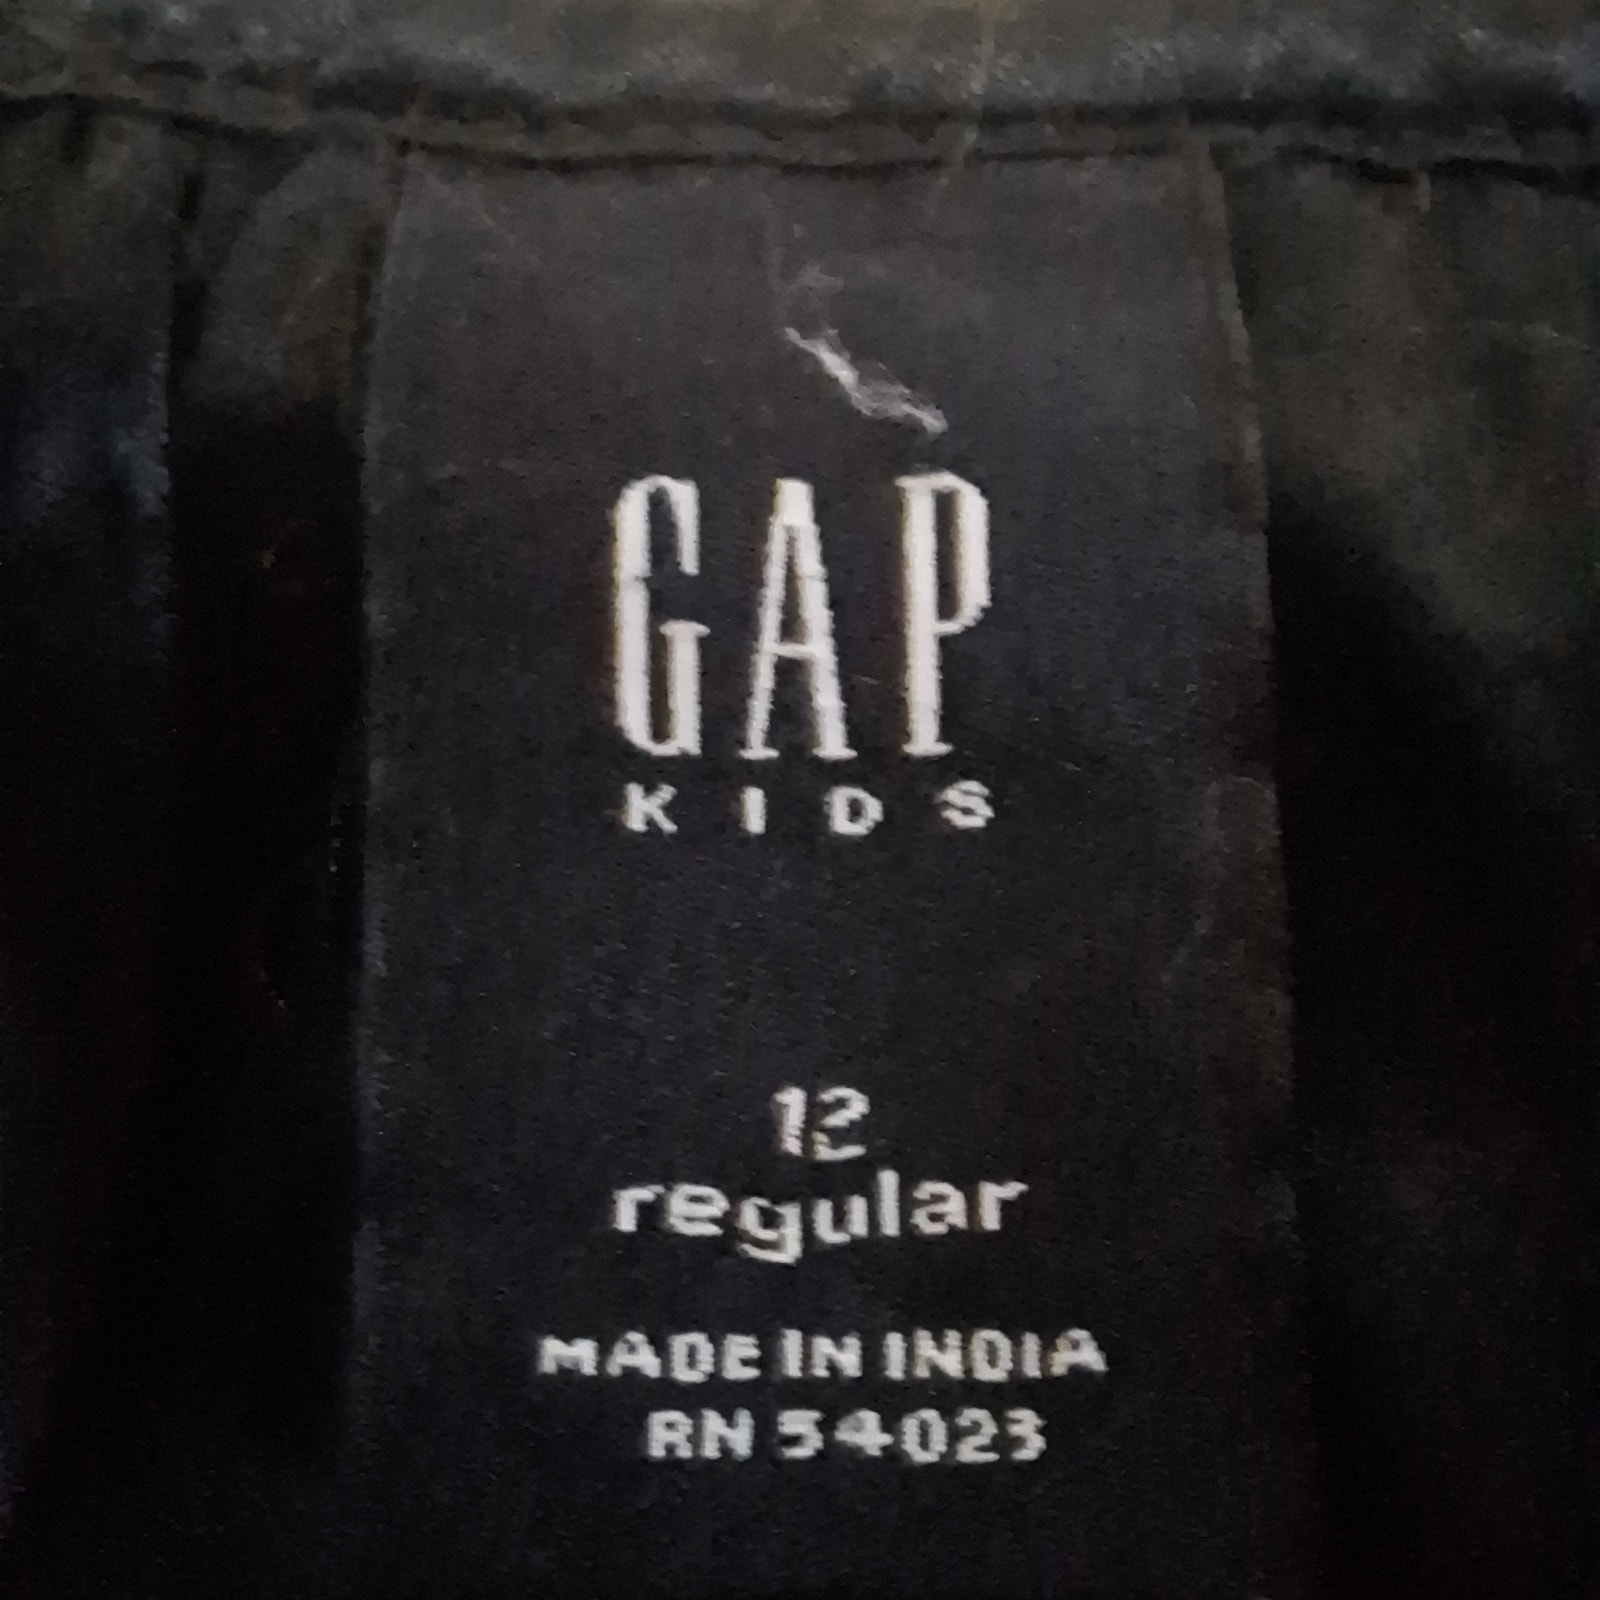 GAP
KIDS
12
regular
MADE IN INDIA
RN 54023